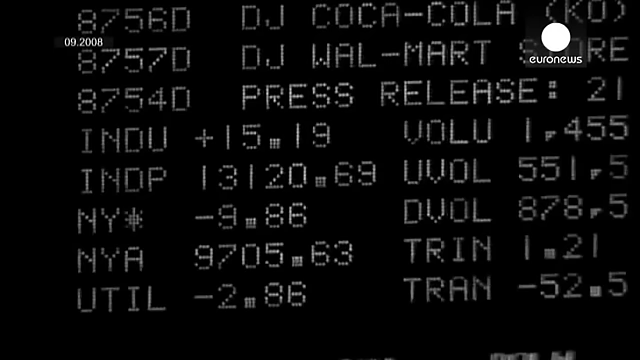 8756D DJ COCA-COLA (KO)
09.2008
euronews
8757D DJ WAL-MART STORE
8754D PRESS RELEASE: 21
INDU +15.19 VOLU 1,455
INDP 13120.69 UVOL 551,5
NY* -9.86 DVOL 878,5
NYA 9705.63 TRIN 1.21
UTIL -2.86 TRAN -52.5